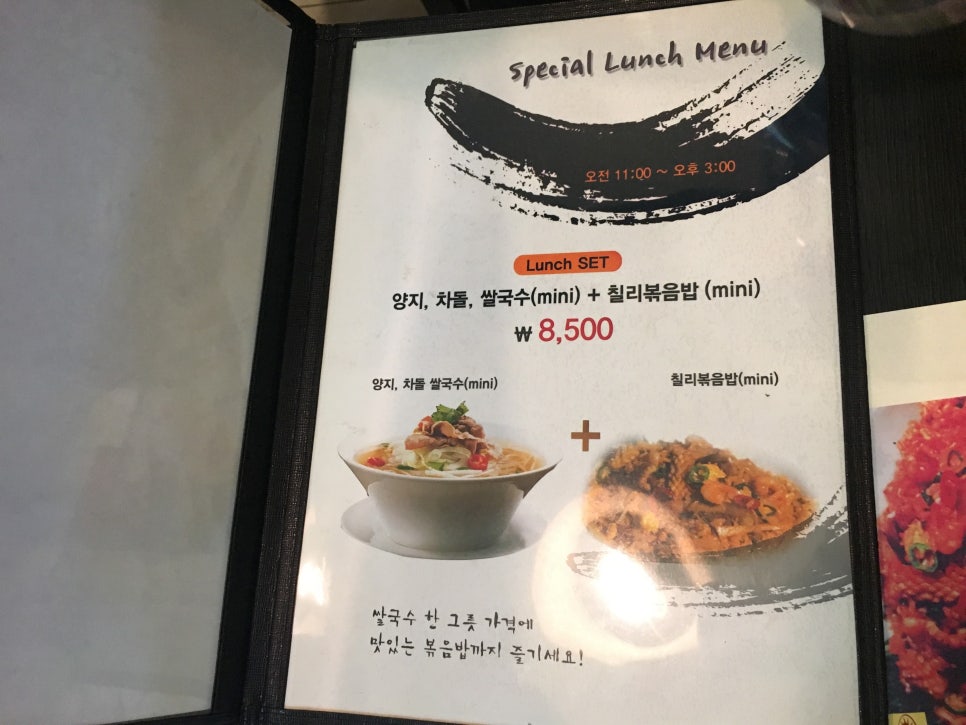 Special Lunch Menu
오전 11:00 ~ 오후 3:00
Lunch SET
양지, 차돌, 쌀국수(mini) + 칠리볶음밥 (mini)
₩ 8,500
양지, 차돌 쌀국수(mini)
칠리볶음밥(mini)
+
쌀국수 한 그릇 가격에
맛있는 볶음밥까지 즐기세요!